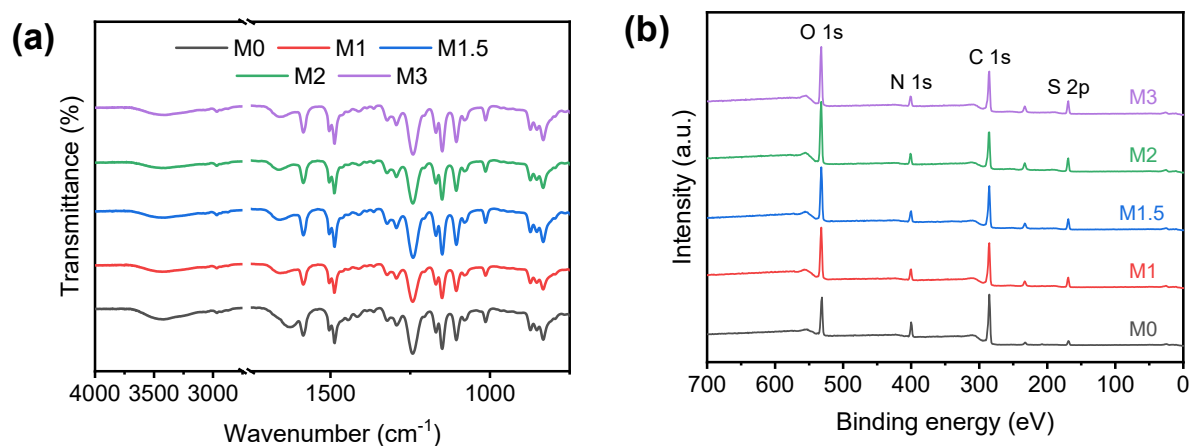 (a)
M0 M1 M1.5
M2 M3
Transmittance (%)
4000 3500 3000 1500 1000
Wavenumber (cm⁻¹)
(b)
O 1s
N 1s
C 1s
S 2p
M3
M2
M1.5
M1
M0
Intensity (a.u.)
700 600 500 400 300 200 100 0
Binding energy (eV)